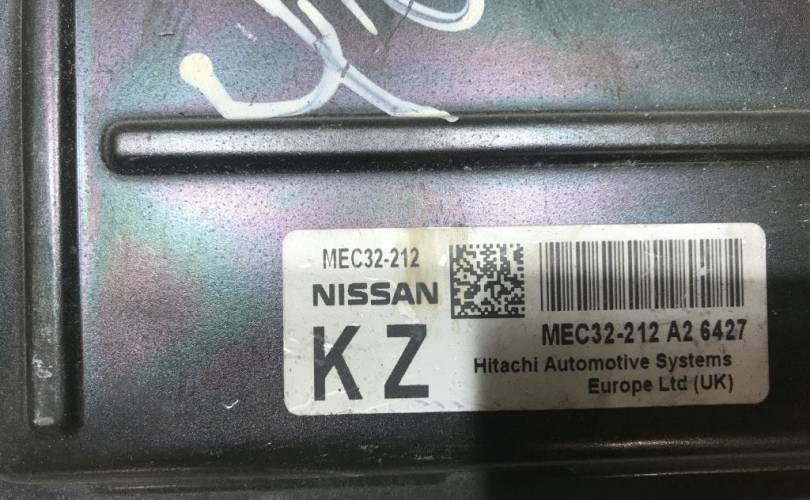 MEC32-212
NISSAN
KZ
MEC32-212 A2 6427
Hitachi Automotive Systems
Europe Ltd (UK)